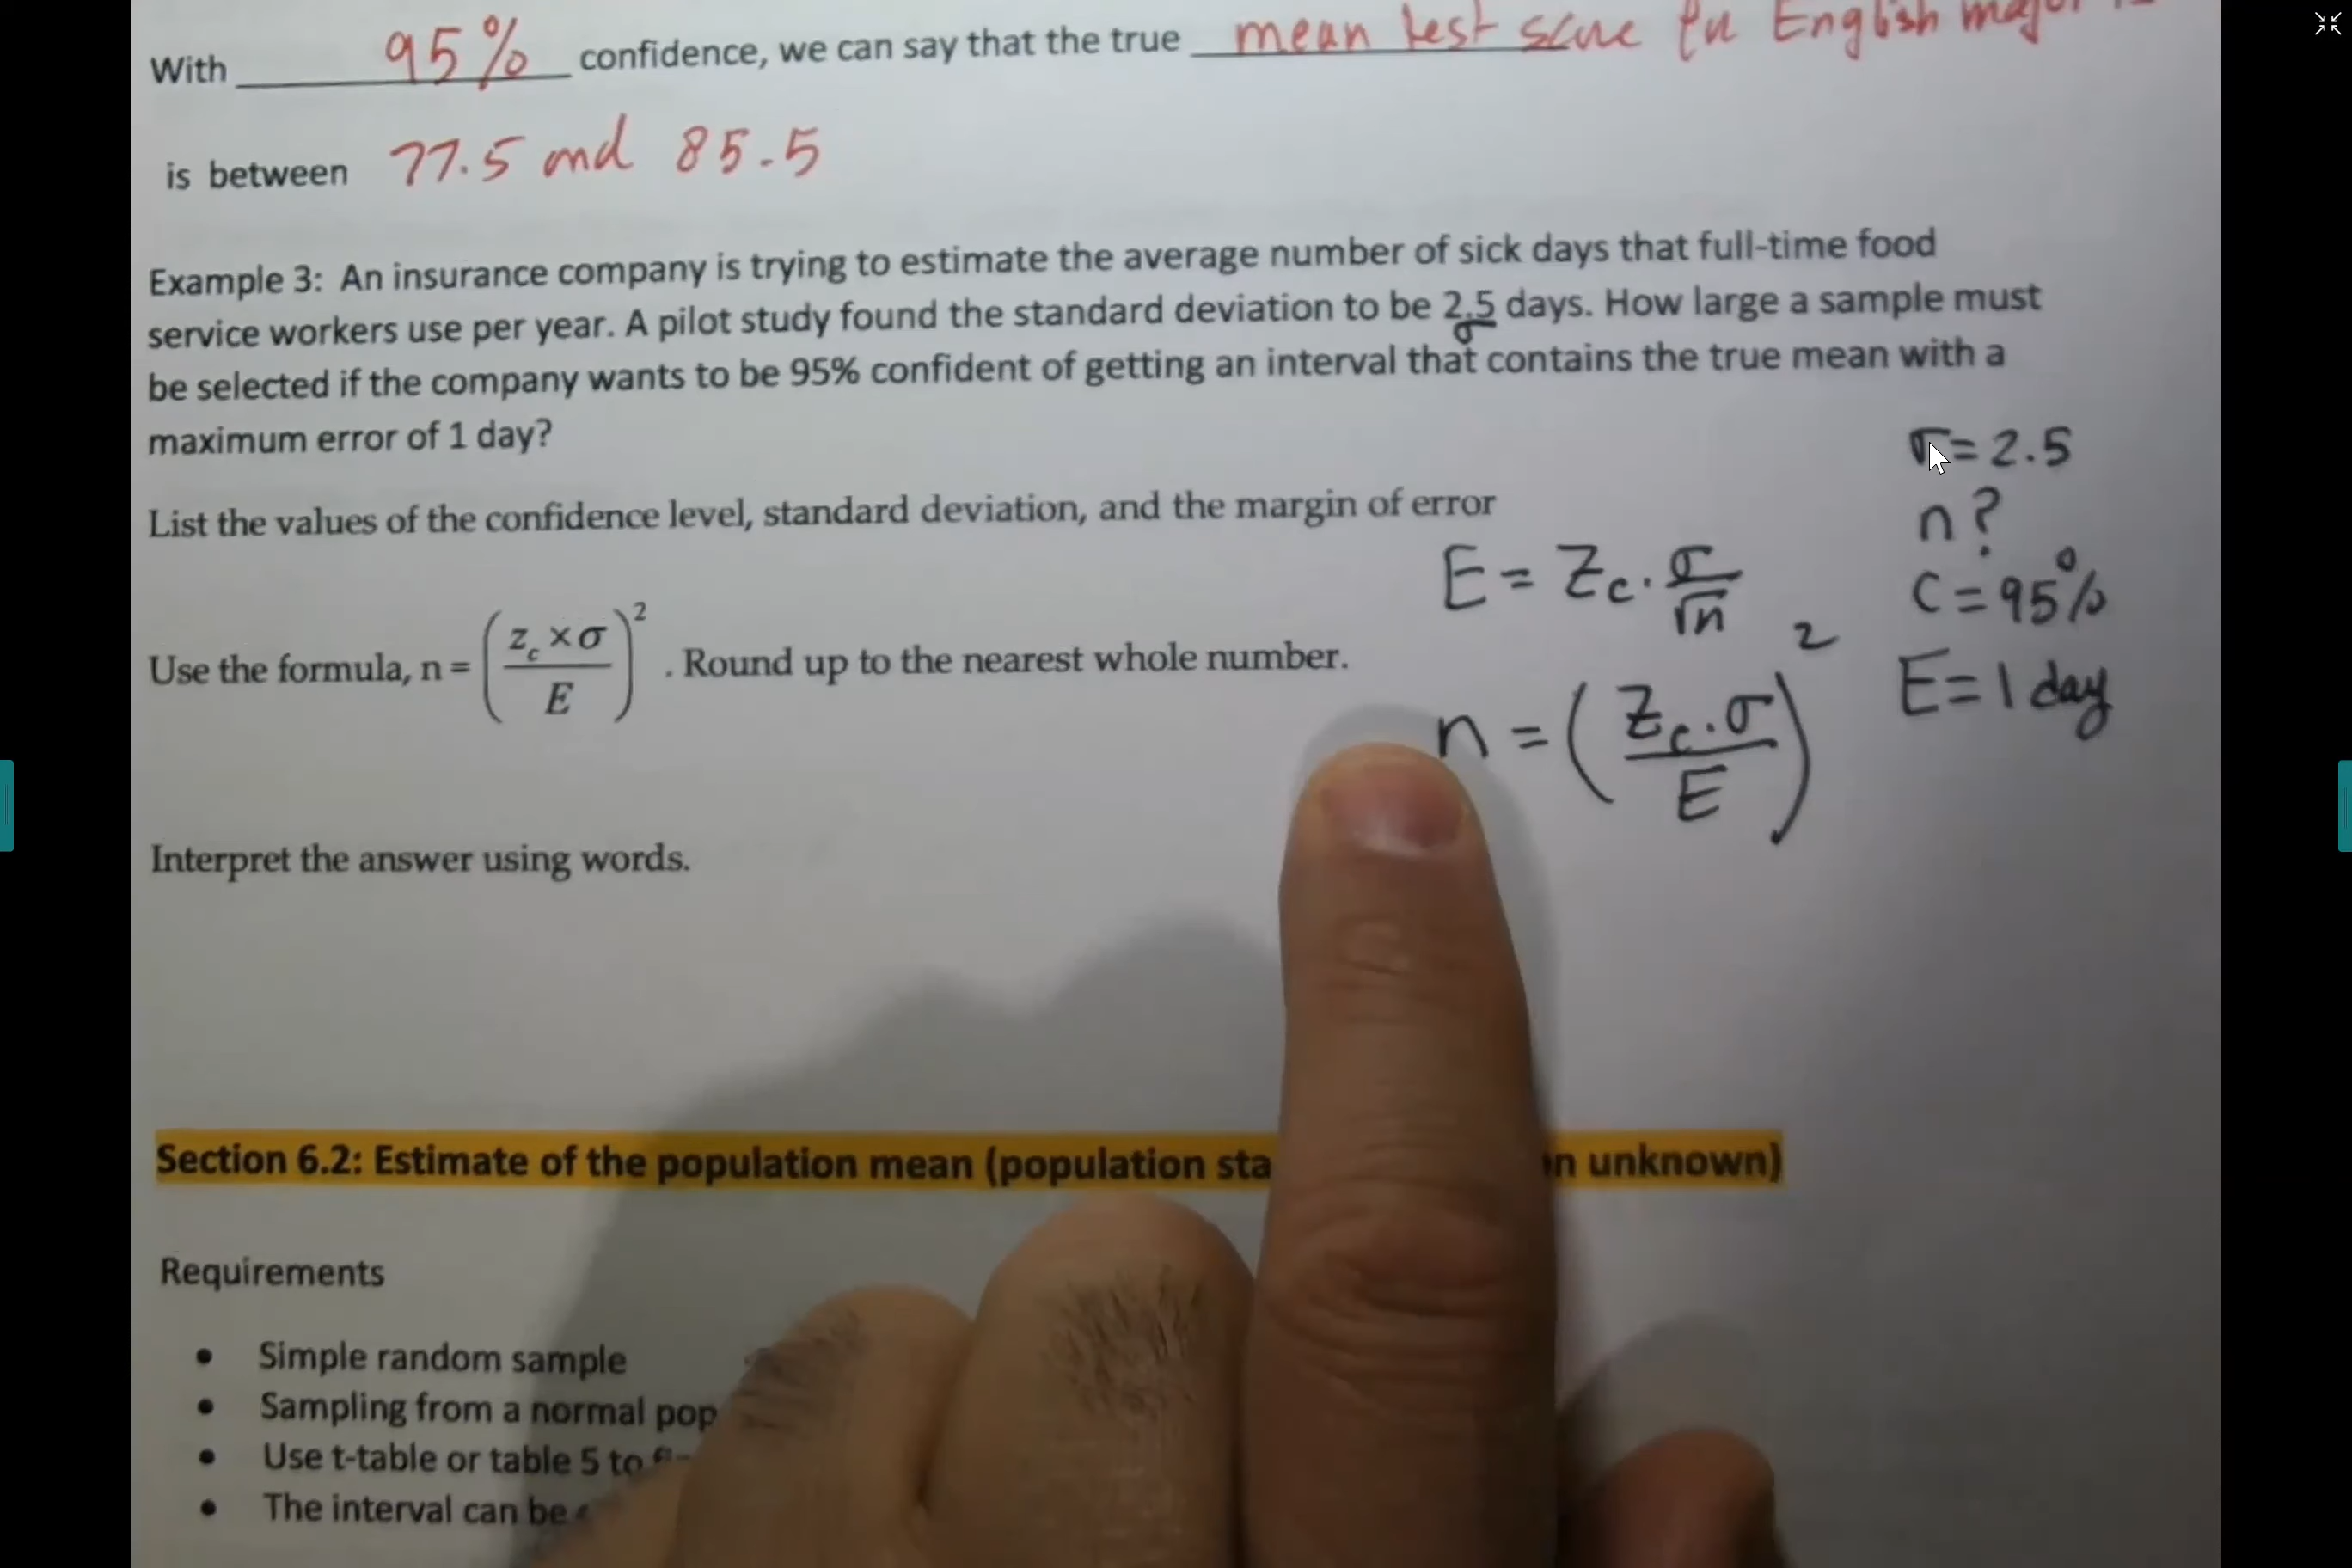 With 95% confidence, we can say that the true mean test score for English major
is between 77.5 and 85.5
Example 3: An insurance company is trying to estimate the average number of sick days that full-time food
service workers use per year. A pilot study found the standard deviation to be 2.5 days. How large a sample must
σ
be selected if the company wants to be 95% confident of getting an interval that contains the true mean with a
maximum error of 1 day?
σ = 2.5
n?
C = 95%
E = 1 day
List the values of the confidence level, standard deviation, and the margin of error
E = Zc · σ/√n
Use the formula, n = (zc × σ / E)². Round up to the nearest whole number.
n = (Zc · σ / E)²
Interpret the answer using words.
Section 6.2: Estimate of the population mean (population unknown)
Requirements
• Simple random sample
• Sampling from a normal
• Use t-table or table 5 to
• The interval can be